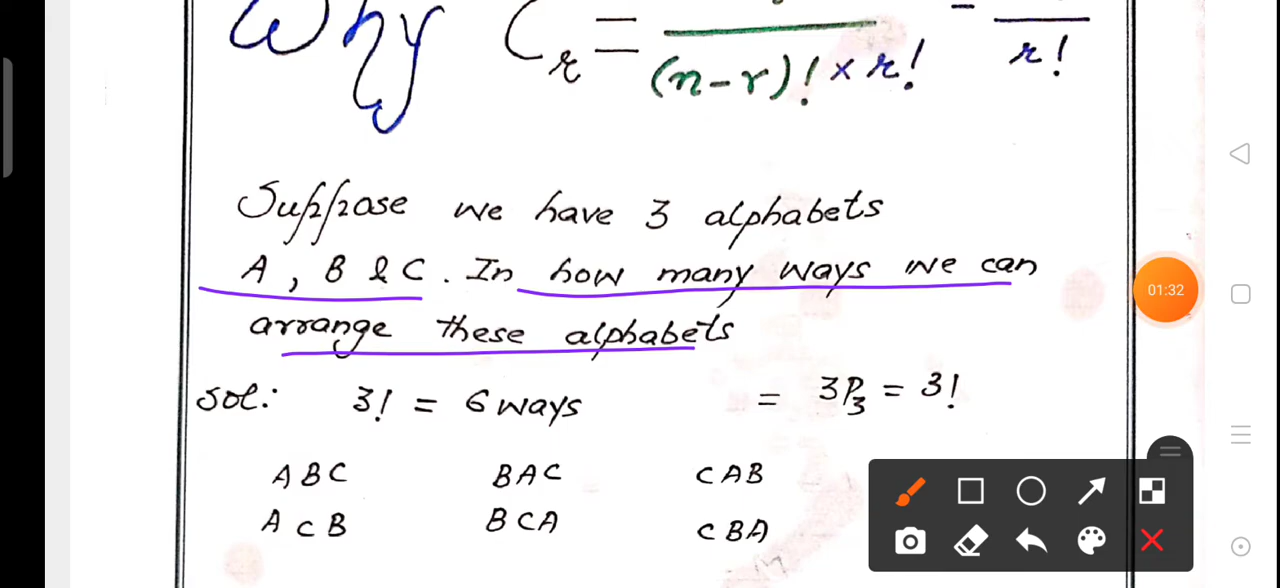 Why Cr = / (n-r)! × r! = / r!
Suppose we have 3 alphabets
A, B & C. In how many ways we can
arrange these alphabets
Sol: 3! = 6 ways = 3P3 = 3!
ABC BAC CAB
ACB BCA CBA
01:32